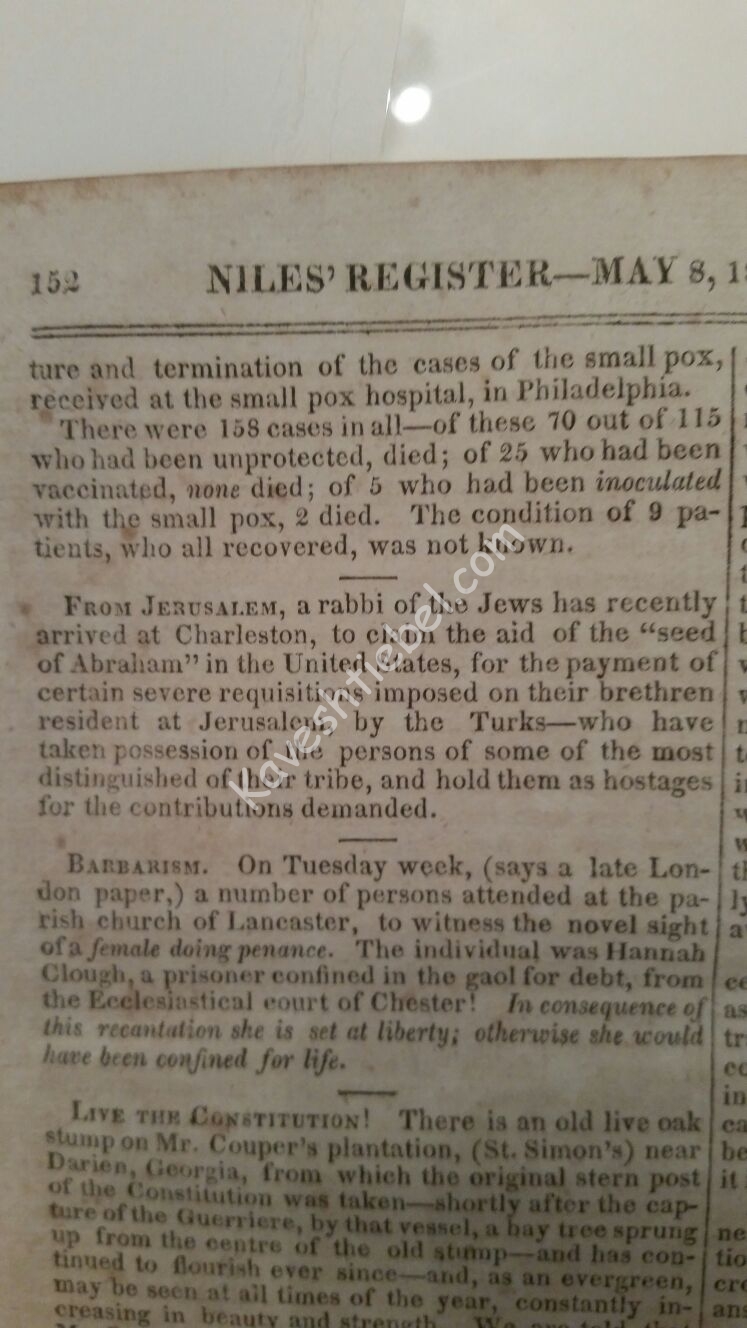 152 NILES' REGISTER—MAY 8, 1
ture and termination of the cases of the small pox,
received at the small pox hospital, in Philadelphia.
There were 158 cases in all—of these 70 out of 115
who had been unprotected, died; of 25 who had been
vaccinated, none died; of 5 who had been inoculated
with the small pox, 2 died. The condition of 9 pa-
tients, who all recovered, was not known.
FROM JERUSALEM, a rabbi of the Jews has recently
arrived at Charleston, to claim the aid of the "seed
of Abraham" in the United States, for the payment of
certain severe requisitions imposed on their brethren
resident at Jerusalem by the Turks—who have
taken possession of the persons of some of the most
distinguished of their tribe, and hold them as hostages
for the contributions demanded.
BARBARISM. On Tuesday week, (says a late Lon-
don paper,) a number of persons attended at the pa-
rish church of Lancaster, to witness the novel sight
of a female doing penance. The individual was Hannah
Clough, a prisoner confined in the gaol for debt, from
the Ecclesiastical court of Chester! In consequence of
this recantation she is set at liberty; otherwise she would
have been confined for life.
LIVE THE CONSTITUTION! There is an old live oak
stump on Mr. Couper's plantation, (St. Simon's) near
Darien, Georgia, from which the original stern post
of the Constitution was taken—shortly after the cap-
ture of the Guerriere, by that vessel, a bay tree sprung
up from the centre of the old stump—and has con-
tinued to flourish ever since—and, as an evergreen,
may be seen at all times of the year, constantly in-
creasing in beauty and strength. We are told that
kaveshtiebel.com